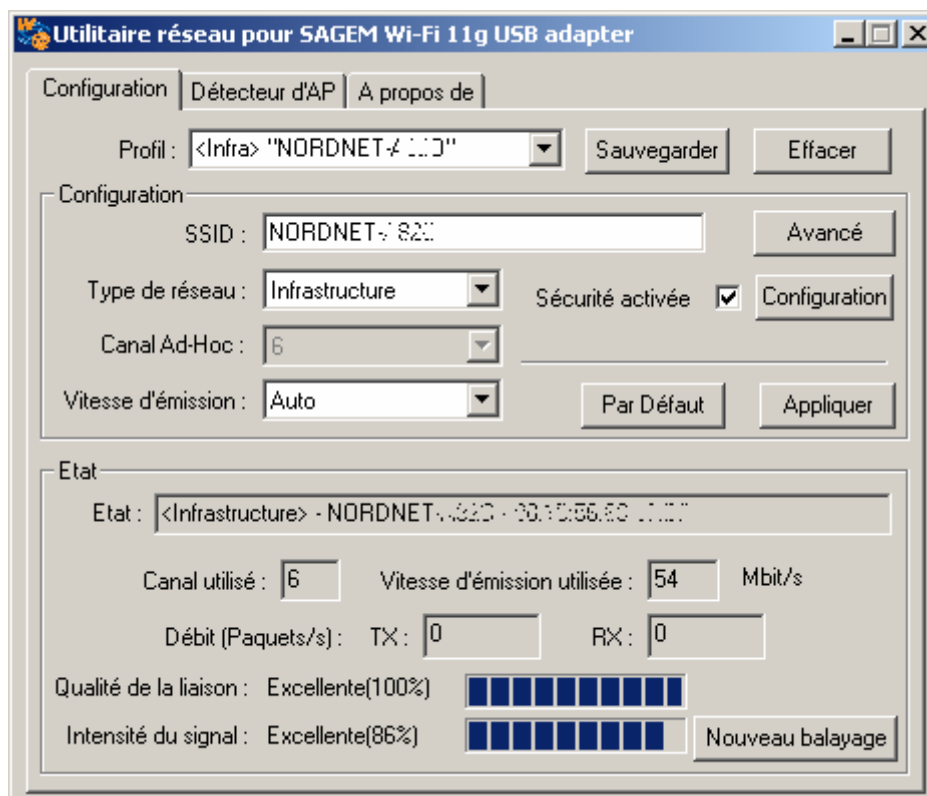 Utilitaire réseau pour SAGEM Wi-Fi 11g USB adapter
Configuration Détecteur d'AP A propos de
Profil : <Infra> Sauvegarder Effacer
Configuration
SSID : Avancé
Type de réseau : Infrastructure Sécurité activée Configuration
Canal Ad-Hoc : 6
Vitesse d'émission : Auto Par Défaut Appliquer
Etat
Etat : <Infrastructure> -
Canal utilisé : 6 Vitesse d'émission utilisée : 54 Mbit/s
Débit (Paquets/s) : TX : 0 RX : 0
Qualité de la liaison : Excellente(100%)
Intensité du signal : Excellente(86%) Nouveau balayage